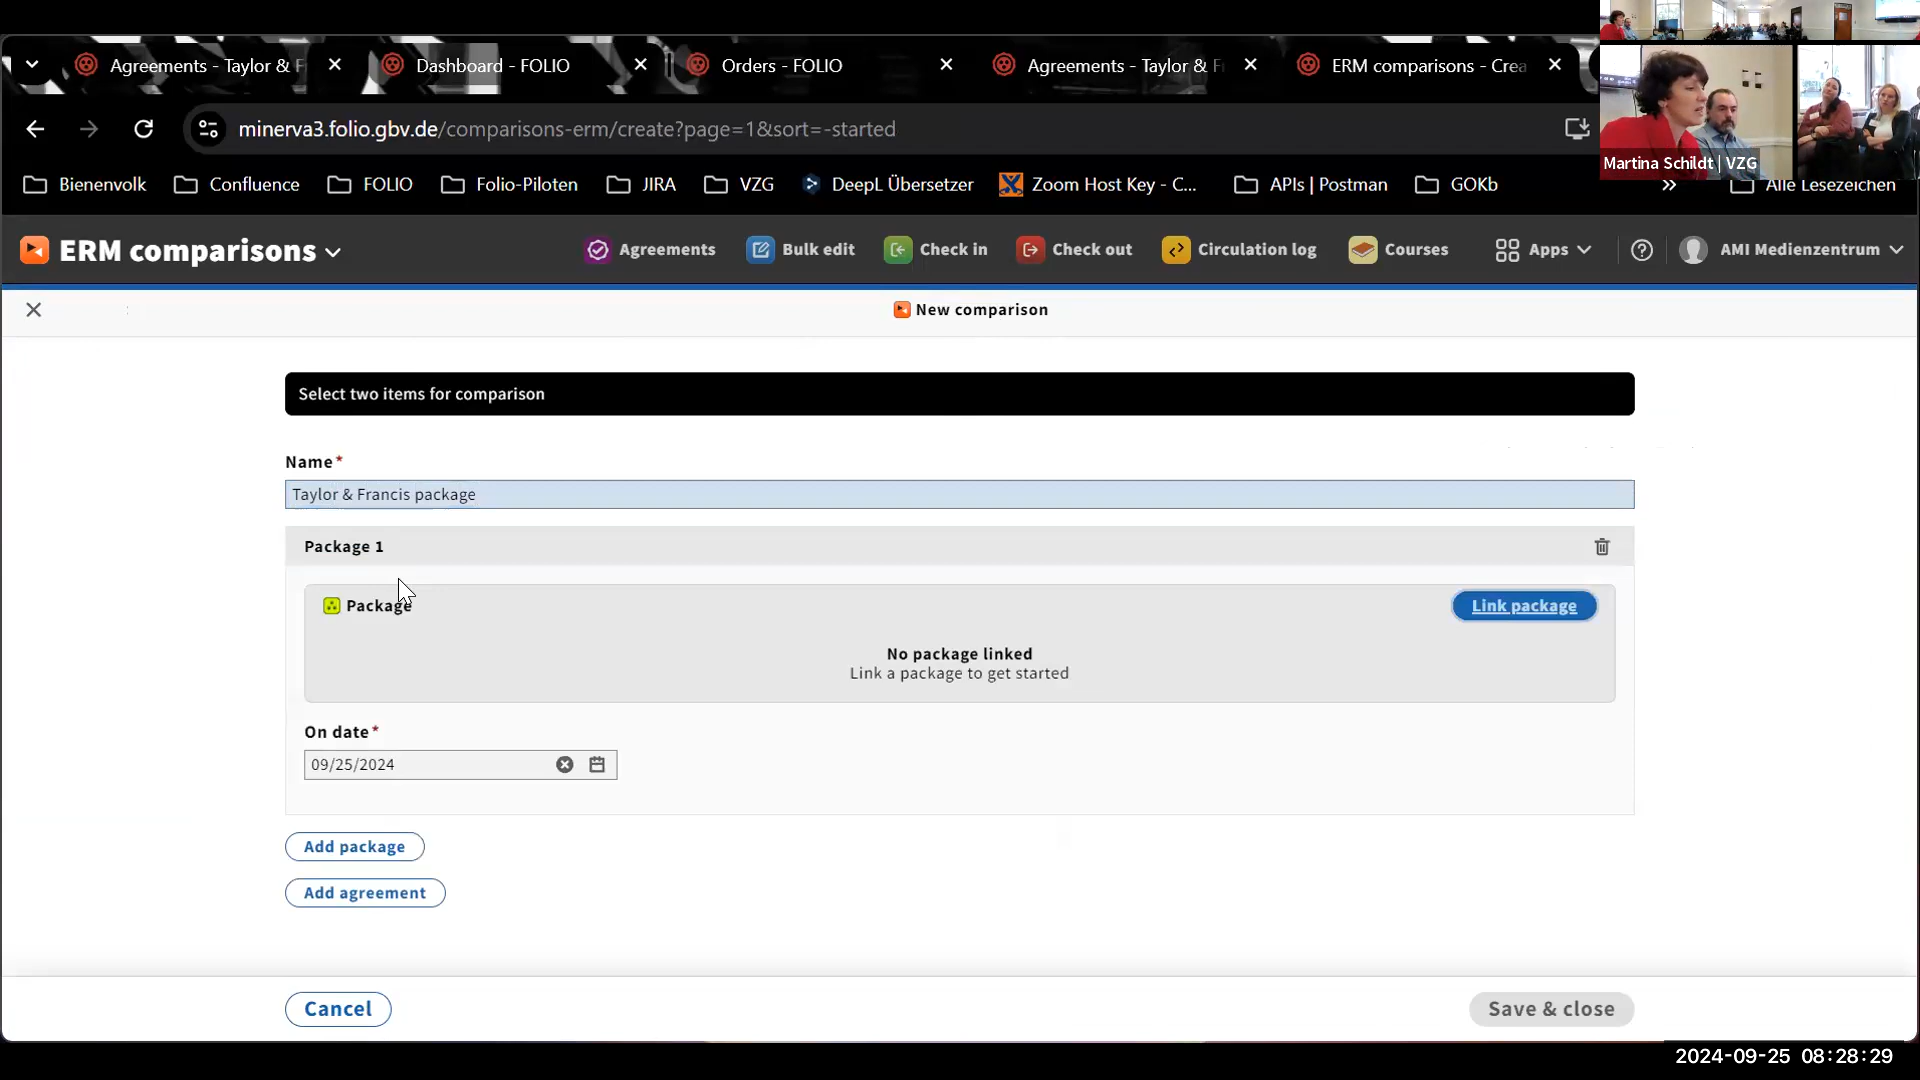 Agreements - Taylor & F
Dashboard - FOLIO
Orders - FOLIO
Agreements - Taylor & F
ERM comparisons - Crea
minerva3.folio.gbv.de/comparisons-erm/create?page=1&sort=-started
Bienenvolk
Confluence
FOLIO
Folio-Piloten
JIRA
VZG
DeepL Übersetzer
Zoom Host Key - C...
APIs | Postman
GOKb
»
Alle Lesezeichen
Martina Schildt | VZG
ERM comparisons
Agreements
Bulk edit
Check in
Check out
Circulation log
Courses
Apps
AMI Medienzentrum
New comparison
Select two items for comparison
Name*
Taylor & Francis package
Package 1
Package
Link package
No package linked
Link a package to get started
On date*
09/25/2024
Add package
Add agreement
Cancel
Save & close
2024-09-25 08:28:29